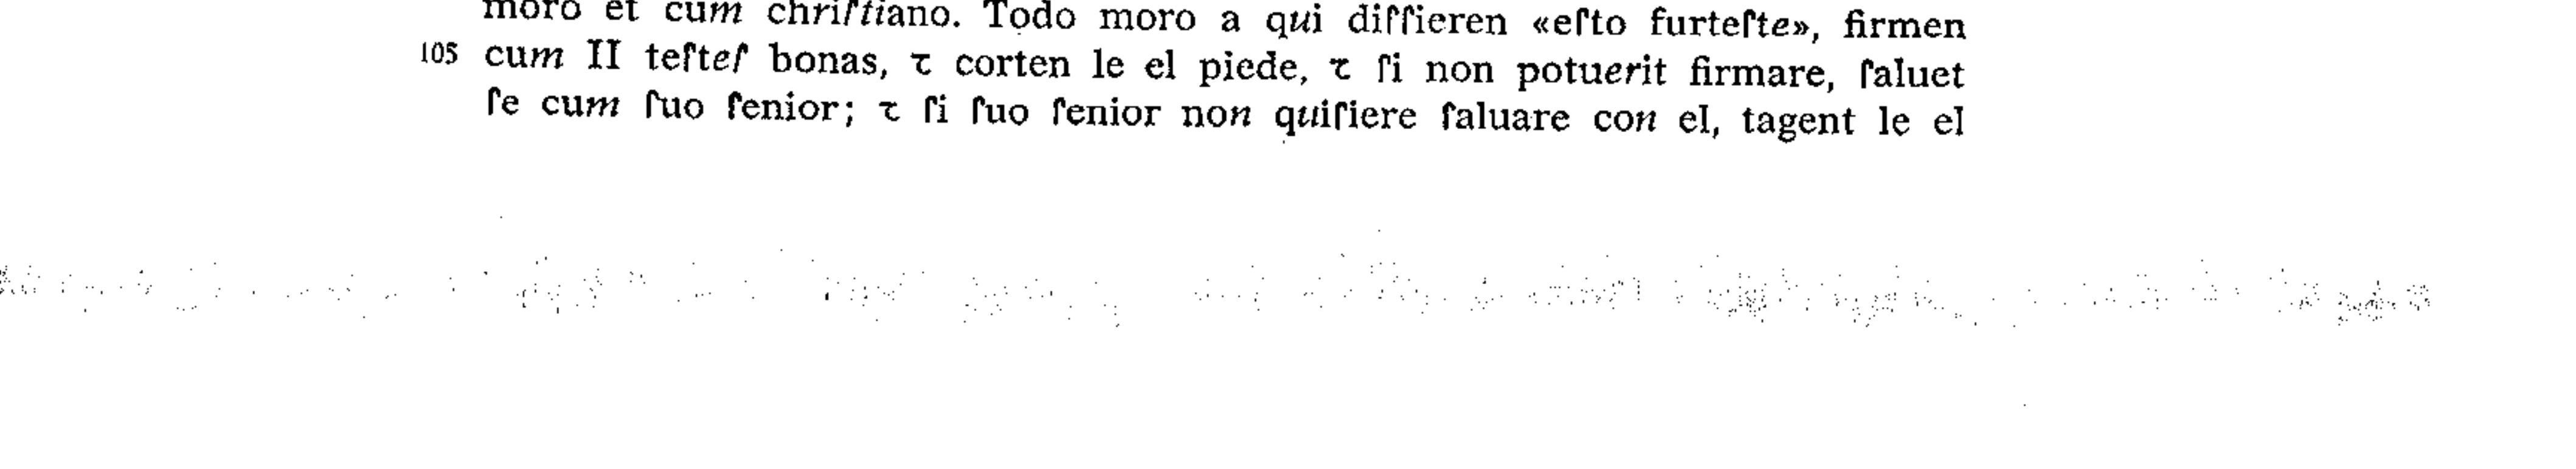 moro et cum chriſtiano. Todo moro a qui diſſieren «eſto furteſte», firmen
105 cum II teſteſ bonas, τ corten le el piede, τ ſi non potuerit firmare, ſaluet
ſe cum ſuo ſenior; τ ſi ſuo ſenior non quiſiere ſaluare con el, tagent le el